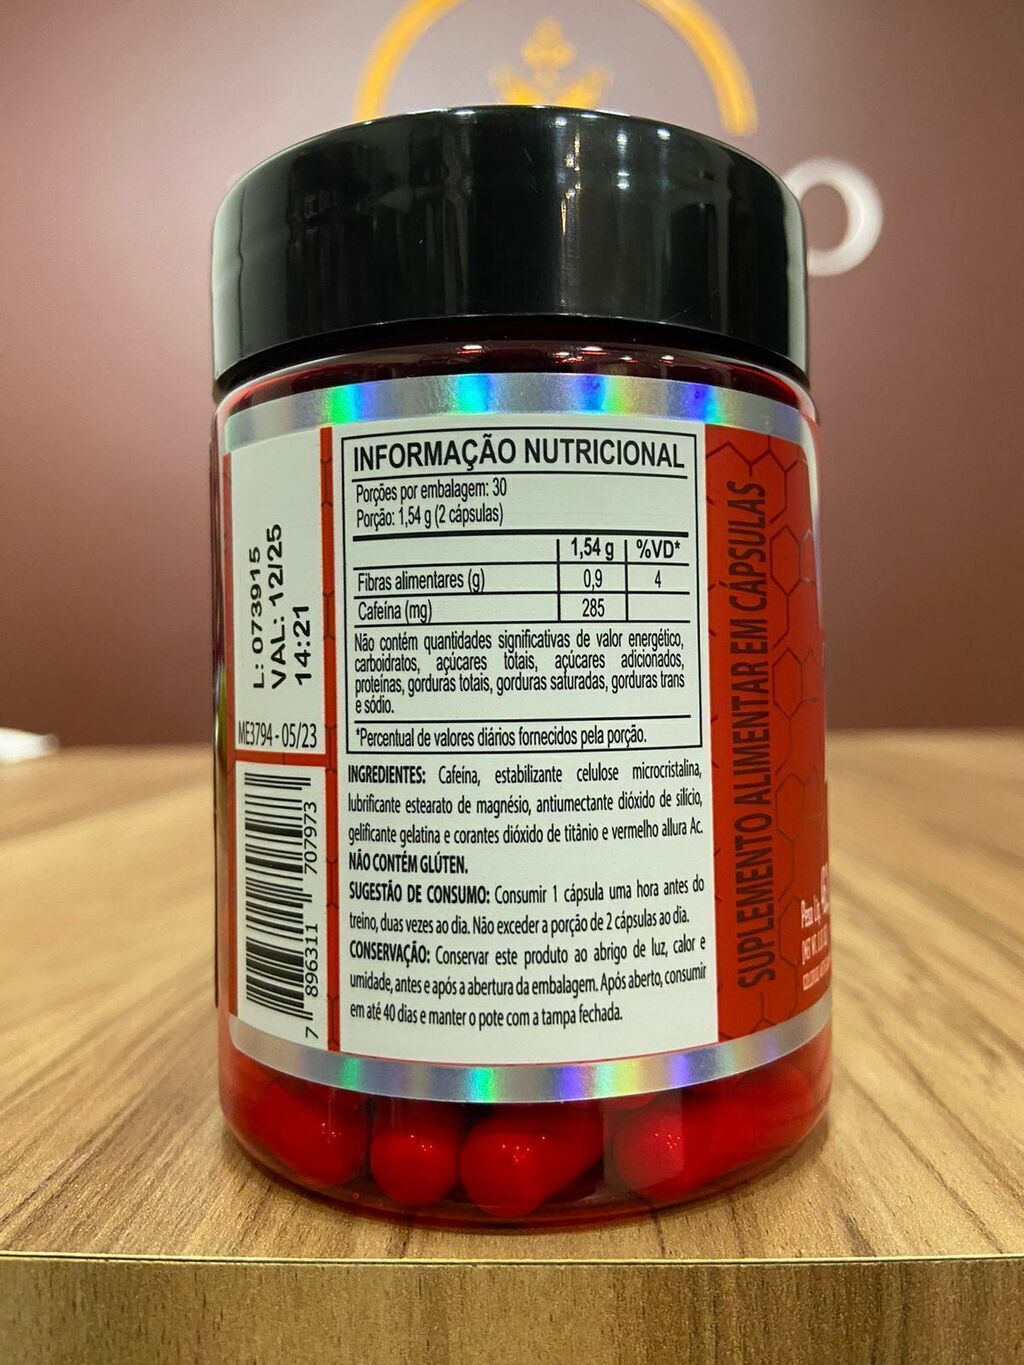 O
L: 073915
VAL: 12/25
14:21
ME3794 - 05/23
7 896311 707973
INFORMAÇÃO NUTRICIONAL
Porções por embalagem: 30
Porção: 1,54 g (2 cápsulas)
1,54 g %VD*
Fibras alimentares (g) 0,9 4
Cafeína (mg) 285
Não contém quantidades significativas de valor energético,
carboidratos, açúcares totais, açúcares adicionados,
proteínas, gorduras totais, gorduras saturadas, gorduras trans
e sódio.
*Percentual de valores diários fornecidos pela porção.
INGREDIENTES: Cafeína, estabilizante celulose microcristalina,
lubrificante estearato de magnésio, antiumectante dióxido de silício,
gelificante gelatina e corantes dióxido de titânio e vermelho allura Ac.
NÃO CONTÉM GLÚTEN.
SUGESTÃO DE CONSUMO: Consumir 1 cápsula uma hora antes do
treino, duas vezes ao dia. Não exceder a porção de 2 cápsulas ao dia.
CONSERVAÇÃO: Conservar este produto ao abrigo de luz, calor e
umidade, antes e após a abertura da embalagem. Após aberto, consumir
em até 40 dias e manter o pote com a tampa fechada.
SUPLEMENTO ALIMENTAR EM CÁPSULAS